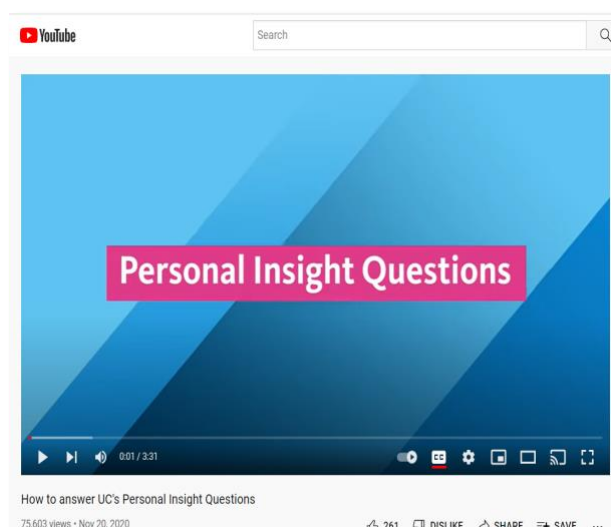 YouTube
Search
Personal Insight Questions
0:01 / 3:31
CC
How to answer UC's Personal Insight Questions
75,603 views • Nov 20, 2020
261 DISLIKE SHARE SAVE ...